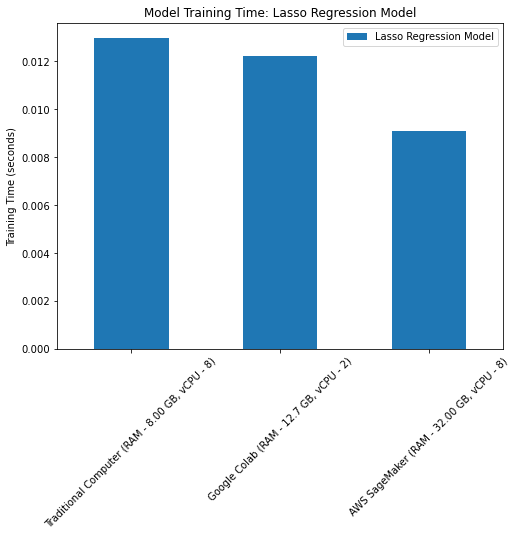 Model Training Time: Lasso Regression Model
Lasso Regression Model
Training Time (seconds)
0.012
0.010
0.008
0.006
0.004
0.002
0.000
Traditional Computer (RAM - 8.00 GB, vCPU - 8)
Google Colab (RAM - 12.7 GB, vCPU - 2)
AWS SageMaker (RAM - 32.00 GB, vCPU - 8)